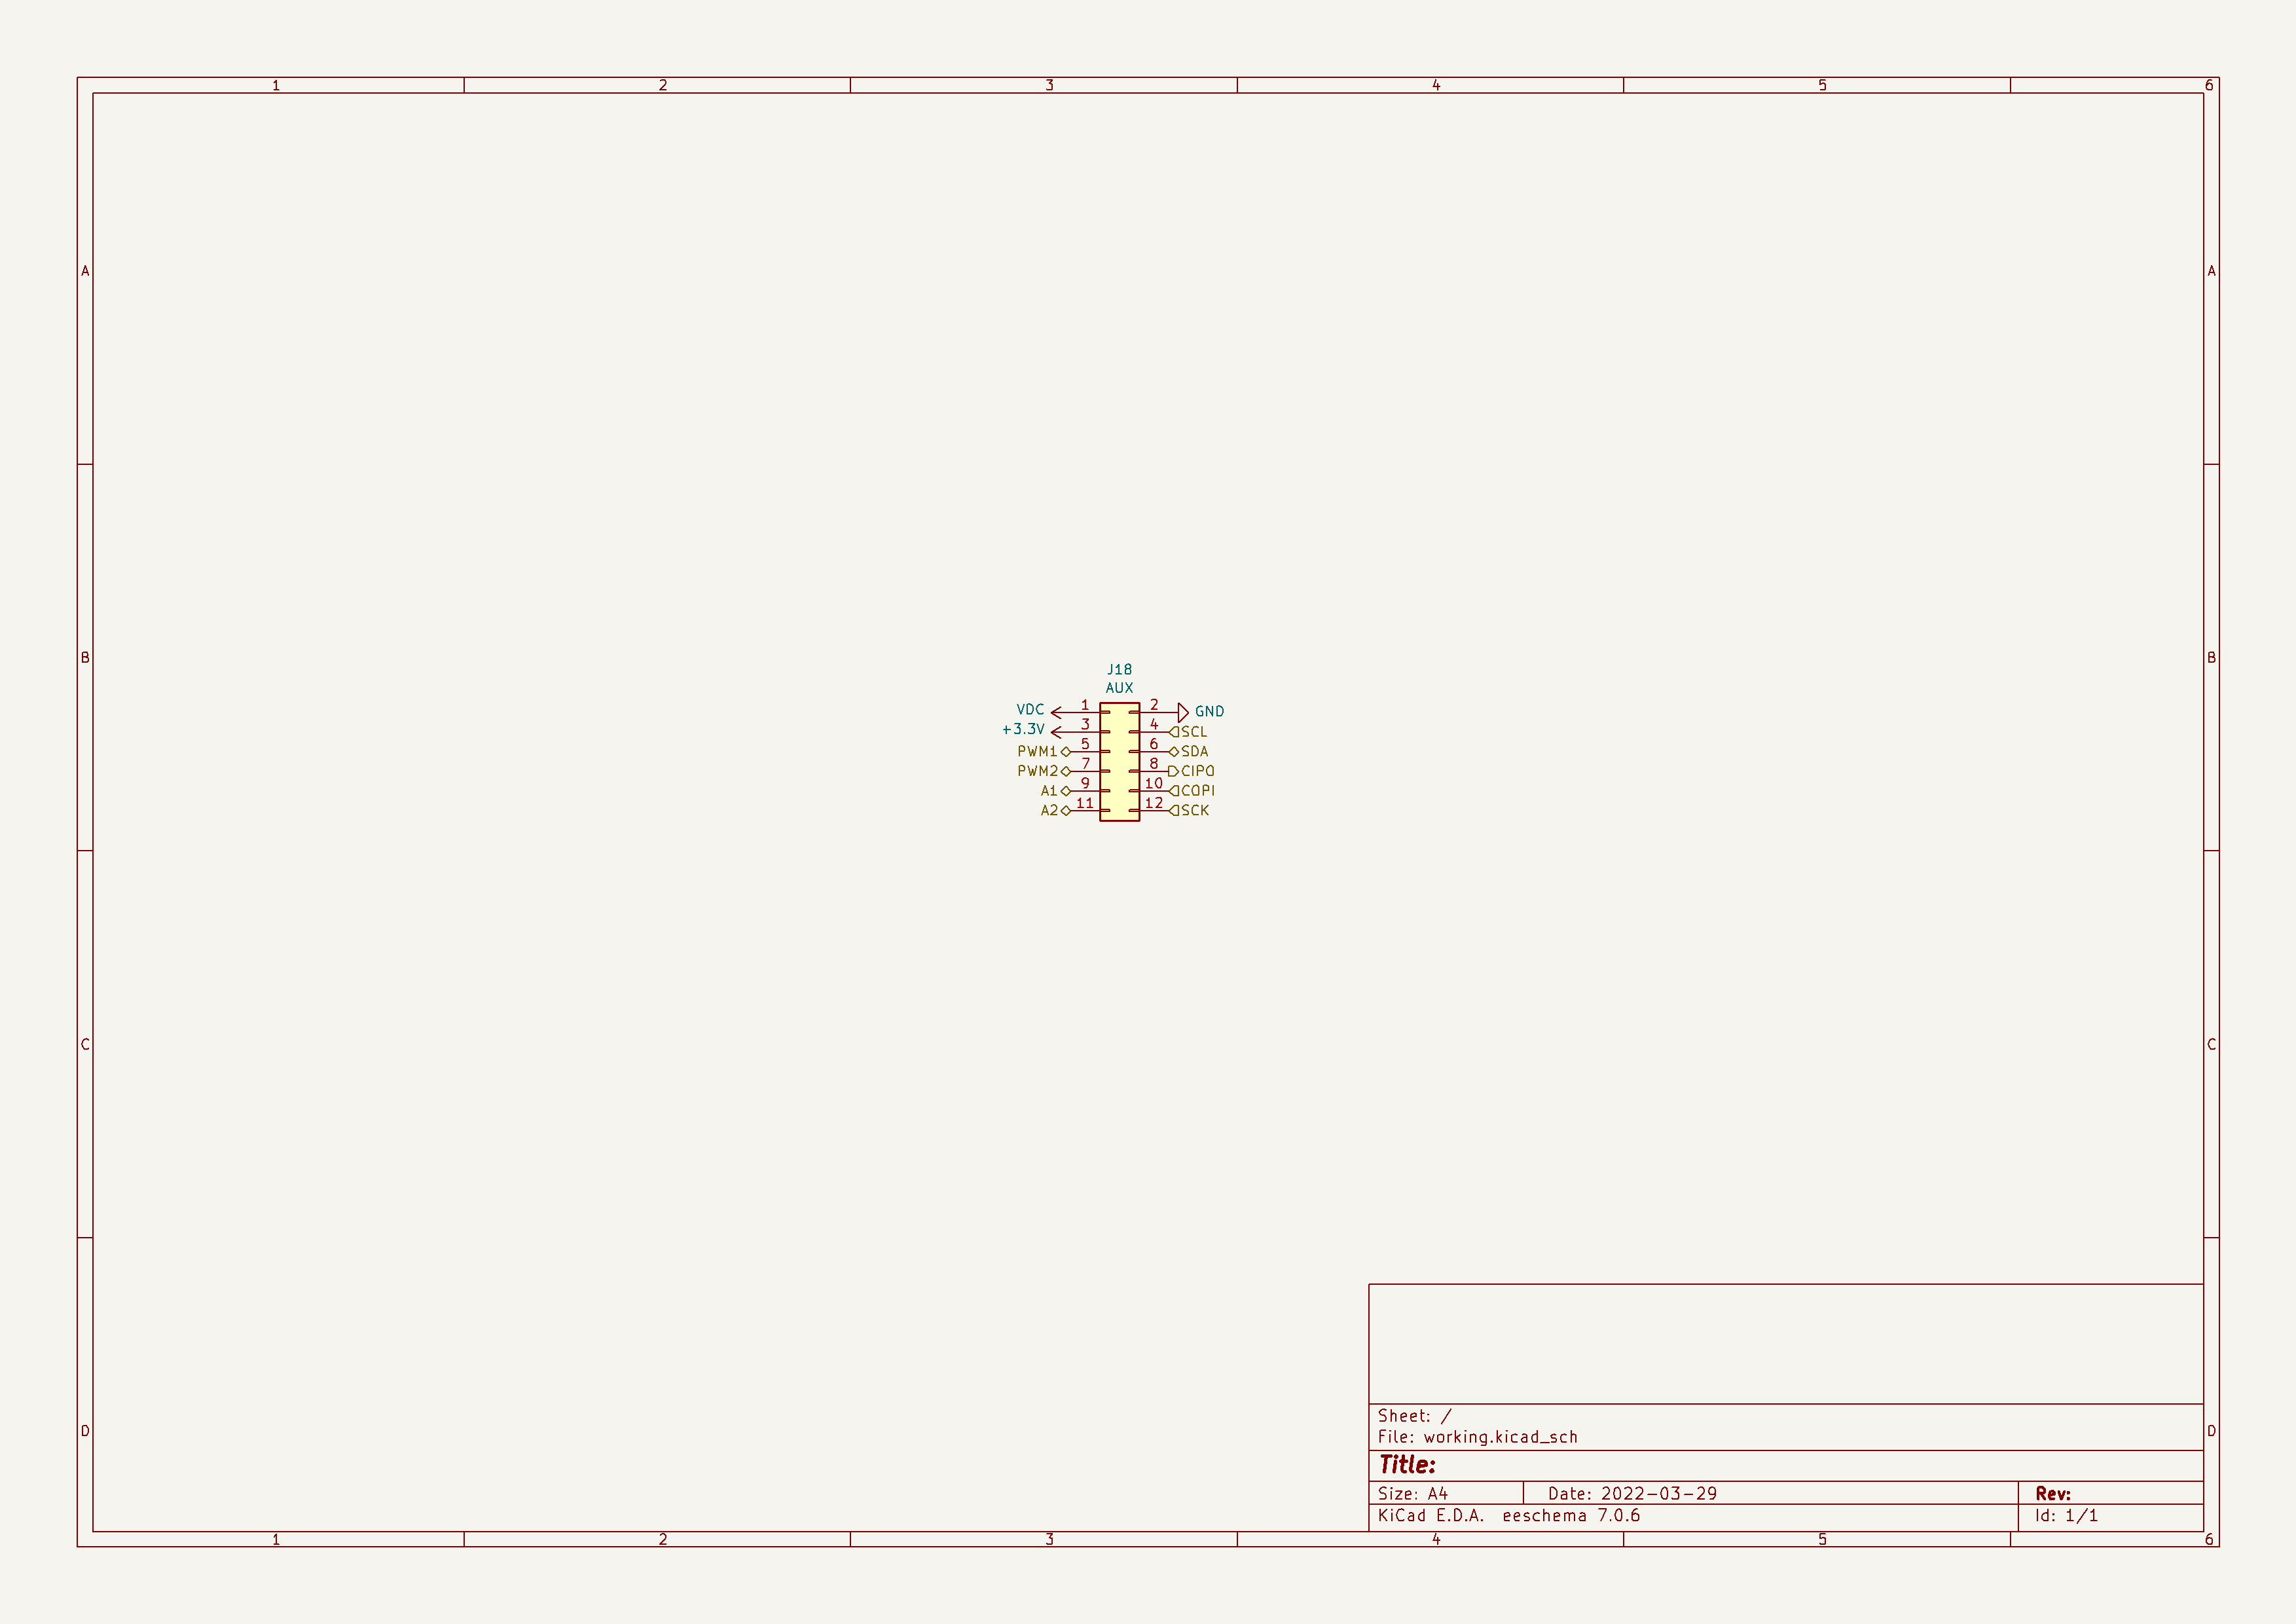 1 2 3 4 5 6
A A
J18
AUX
VDC 1 2 GND
+3.3V 3 4 SCL
PWM1 5 6 SDA
PWM2 7 8 CIPO
A1 9 10 COPI
A2 11 12 SCK
B B
C C
Sheet: /
File: working.kicad_sch
D D
Title:
Size: A4 Date: 2022-03-29 Rev:
KiCad E.D.A. eeschema 7.0.6 Id: 1/1
1 2 3 4 5 6